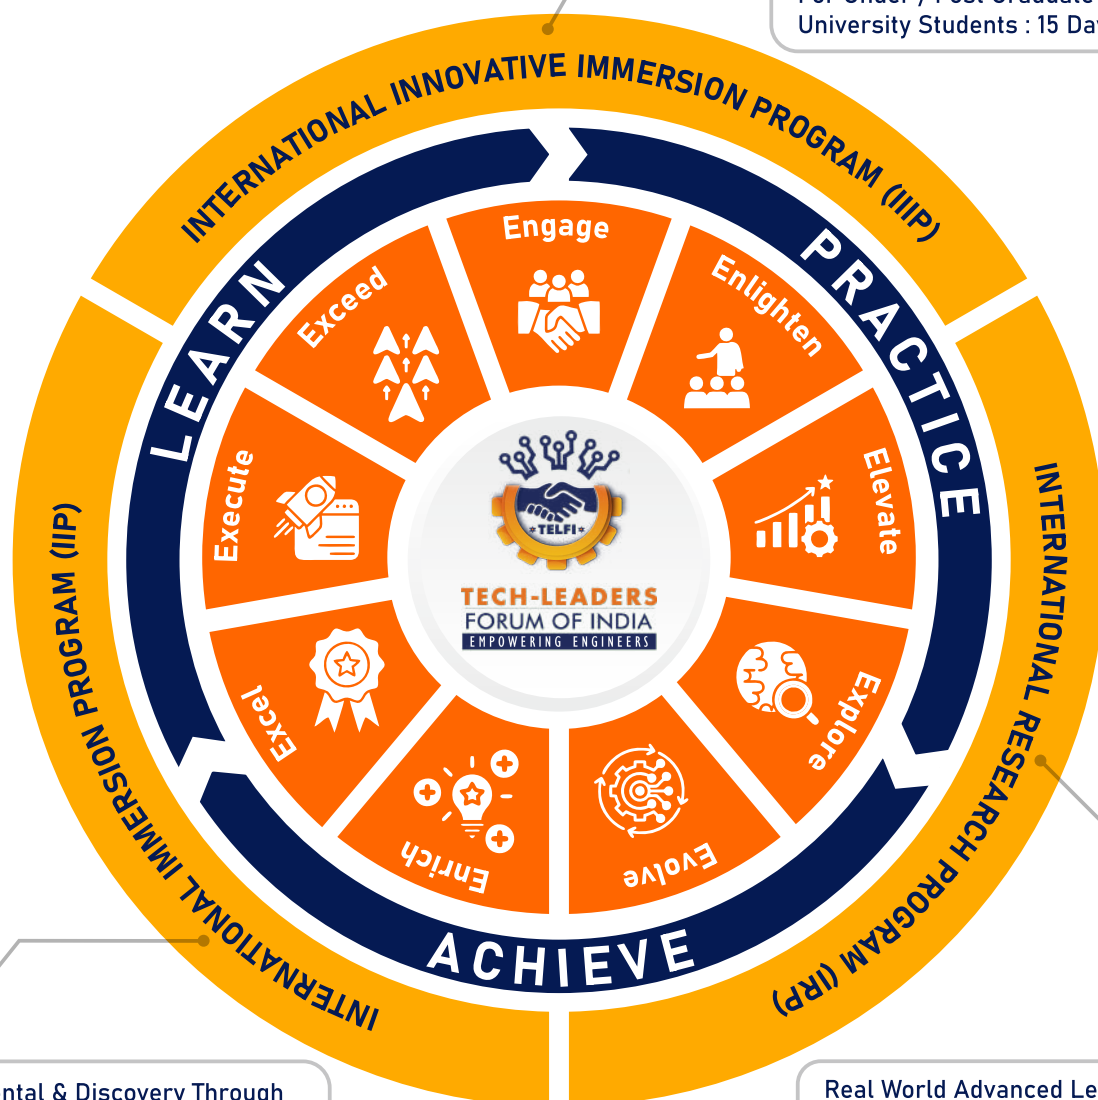 University Students : 15 Da
INTERNATIONAL INNOVATIVE IMMERSION PROGRAM (IIIP)
LEARN
PRACTICE
Engage
Enlighten
Elevate
Explore
Evolve
Enrich
Excel
Execute
Exceed
*TELFI*
TECH-LEADERS
FORUM OF INDIA
EMPOWERING ENGINEERS
INTERNATIONAL IMMERSION PROGRAM (IIP)
INTERNATIONAL RESEARCH PROGRAM (IRP)
ACHIEVE
ntal & Discovery Through
Real World Advanced Le